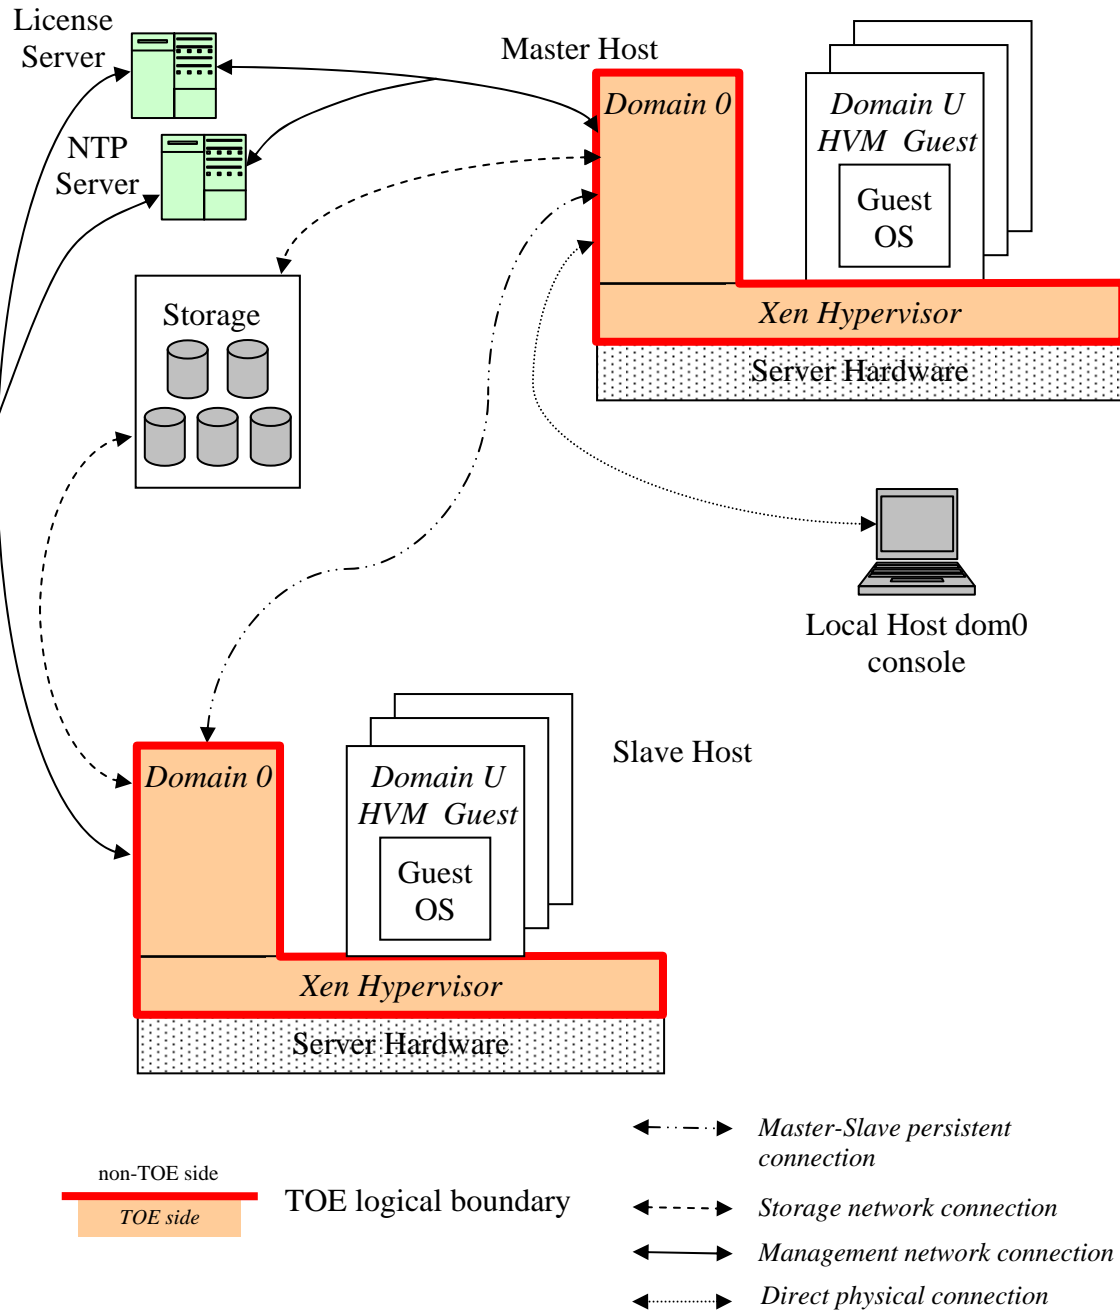 License
Server
Master Host
Domain 0
Domain U
HVM Guest
NTP
Server
Guest
OS
Storage
Xen Hypervisor
Server Hardware
Local Host dom0
console
Slave Host
Domain 0
Domain U
HVM Guest
Guest
OS
Xen Hypervisor
Server Hardware
Master-Slave persistent
connection
non-TOE side
TOE side
TOE logical boundary
Storage network connection
Management network connection
Direct physical connection